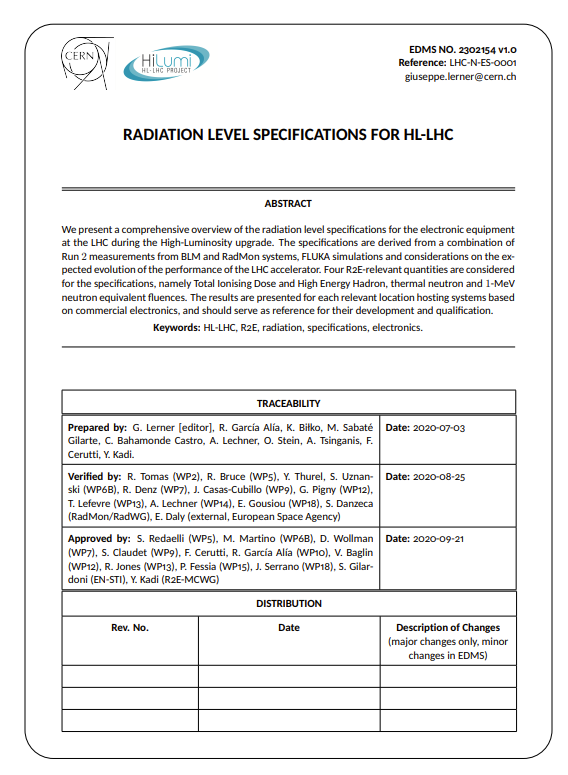 CERN
HiLumi
HL-LHC PROJECT
EDMS NO. 2302154 v1.0
Reference: LHC-N-ES-0001
giuseppe.lerner@cern.ch
RADIATION LEVEL SPECIFICATIONS FOR HL-LHC
ABSTRACT
We present a comprehensive overview of the radiation level specifications for the electronic equipment
at the LHC during the High-Luminosity upgrade. The specifications are derived from a combination of
Run 2 measurements from BLM and RadMon systems, FLUKA simulations and considerations on the ex-
pected evolution of the performance of the LHC accelerator. Four R2E-relevant quantities are considered
for the specifications, namely Total Ionising Dose and High Energy Hadron, thermal neutron and 1-MeV
neutron equivalent fluences. The results are presented for each relevant location hosting systems based
on commercial electronics, and should serve as reference for their development and qualification.
Keywords: HL-LHC, R2E, radiation, specifications, electronics.
TRACEABILITY
Prepared by: G. Lerner [editor], R. García Alía, K. Biłko, M. Sabaté
Gilarte, C. Bahamonde Castro, A. Lechner, O. Stein, A. Tsinganis, F.
Cerutti, Y. Kadi.
Date: 2020-07-03
Verified by: R. Tomas (WP2), R. Bruce (WP5), Y. Thurel, S. Uznan-
ski (WP6B), R. Denz (WP7), J. Casas-Cubillo (WP9), G. Pigny (WP12),
T. Lefevre (WP13), A. Lechner (WP14), E. Gousiou (WP18), S. Danzeca
(RadMon/RadWG), E. Daly (external, European Space Agency)
Date: 2020-08-25
Approved by: S. Redaelli (WP5), M. Martino (WP6B), D. Wollman
(WP7), S. Claudet (WP9), F. Cerutti, R. García Alía (WP10), V. Baglin
(WP12), R. Jones (WP13), P. Fessia (WP15), J. Serrano (WP18), S. Gilar-
doni (EN-STI), Y. Kadi (R2E-MCWG)
Date: 2020-09-21
DISTRIBUTION
Rev. No.
Date
Description of Changes
(major changes only, minor
changes in EDMS)